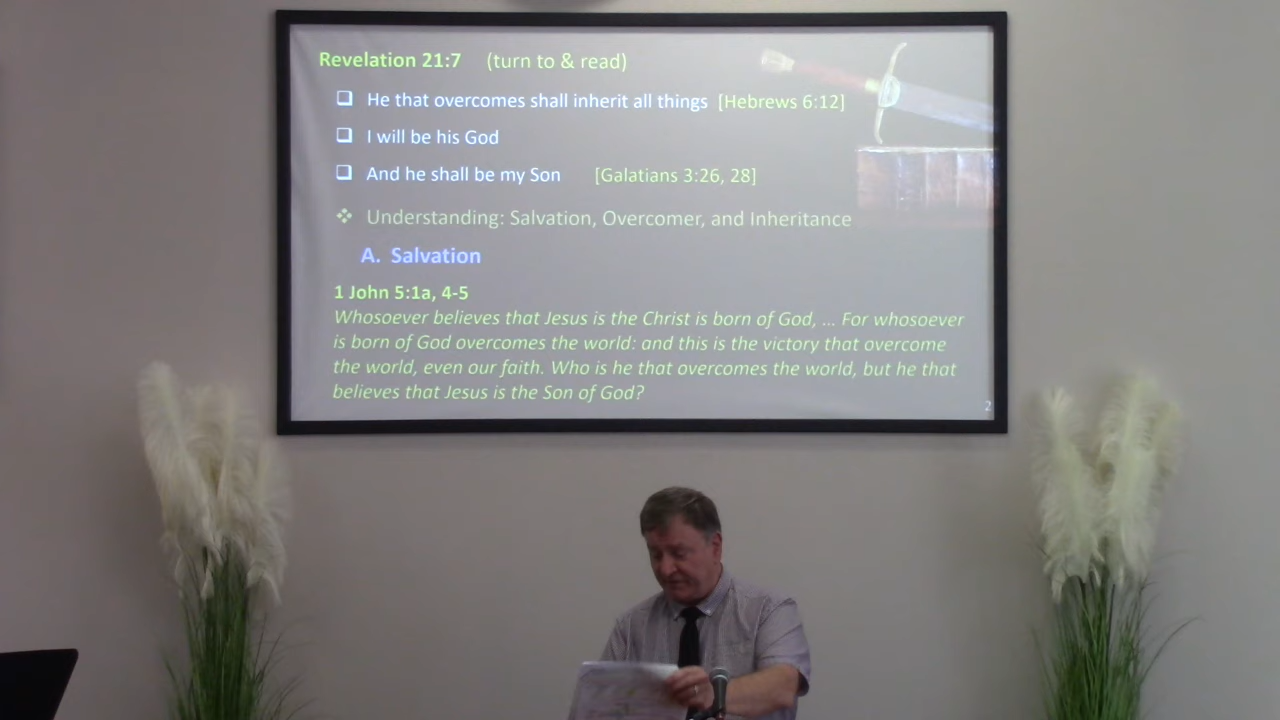 Revelation 21:7 (turn to & read)
❑ He that overcomes shall inherit all things [Hebrews 6:12]
❑ I will be his God
❑ And he shall be my Son [Galatians 3:26, 28]
❖ Understanding: Salvation, Overcomer, and Inheritance
A. Salvation
1 John 5:1a, 4-5
Whosoever believes that Jesus is the Christ is born of God, ... For whosoever
is born of God overcomes the world: and this is the victory that overcome
the world, even our faith. Who is he that overcomes the world, but he that
believes that Jesus is the Son of God?
2